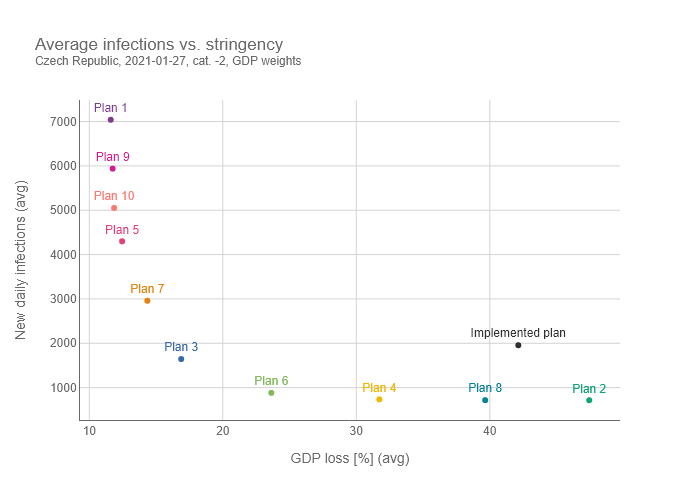 Average infections vs. stringency
Czech Republic, 2021-01-27, cat. -2, GDP weights
New daily infections (avg)
7000
6000
5000
4000
3000
2000
1000
Plan 1
Plan 9
Plan 10
Plan 5
Plan 7
Implemented plan
Plan 3
Plan 6
Plan 4
Plan 8
Plan 2
10
20
30
40
GDP loss [%] (avg)